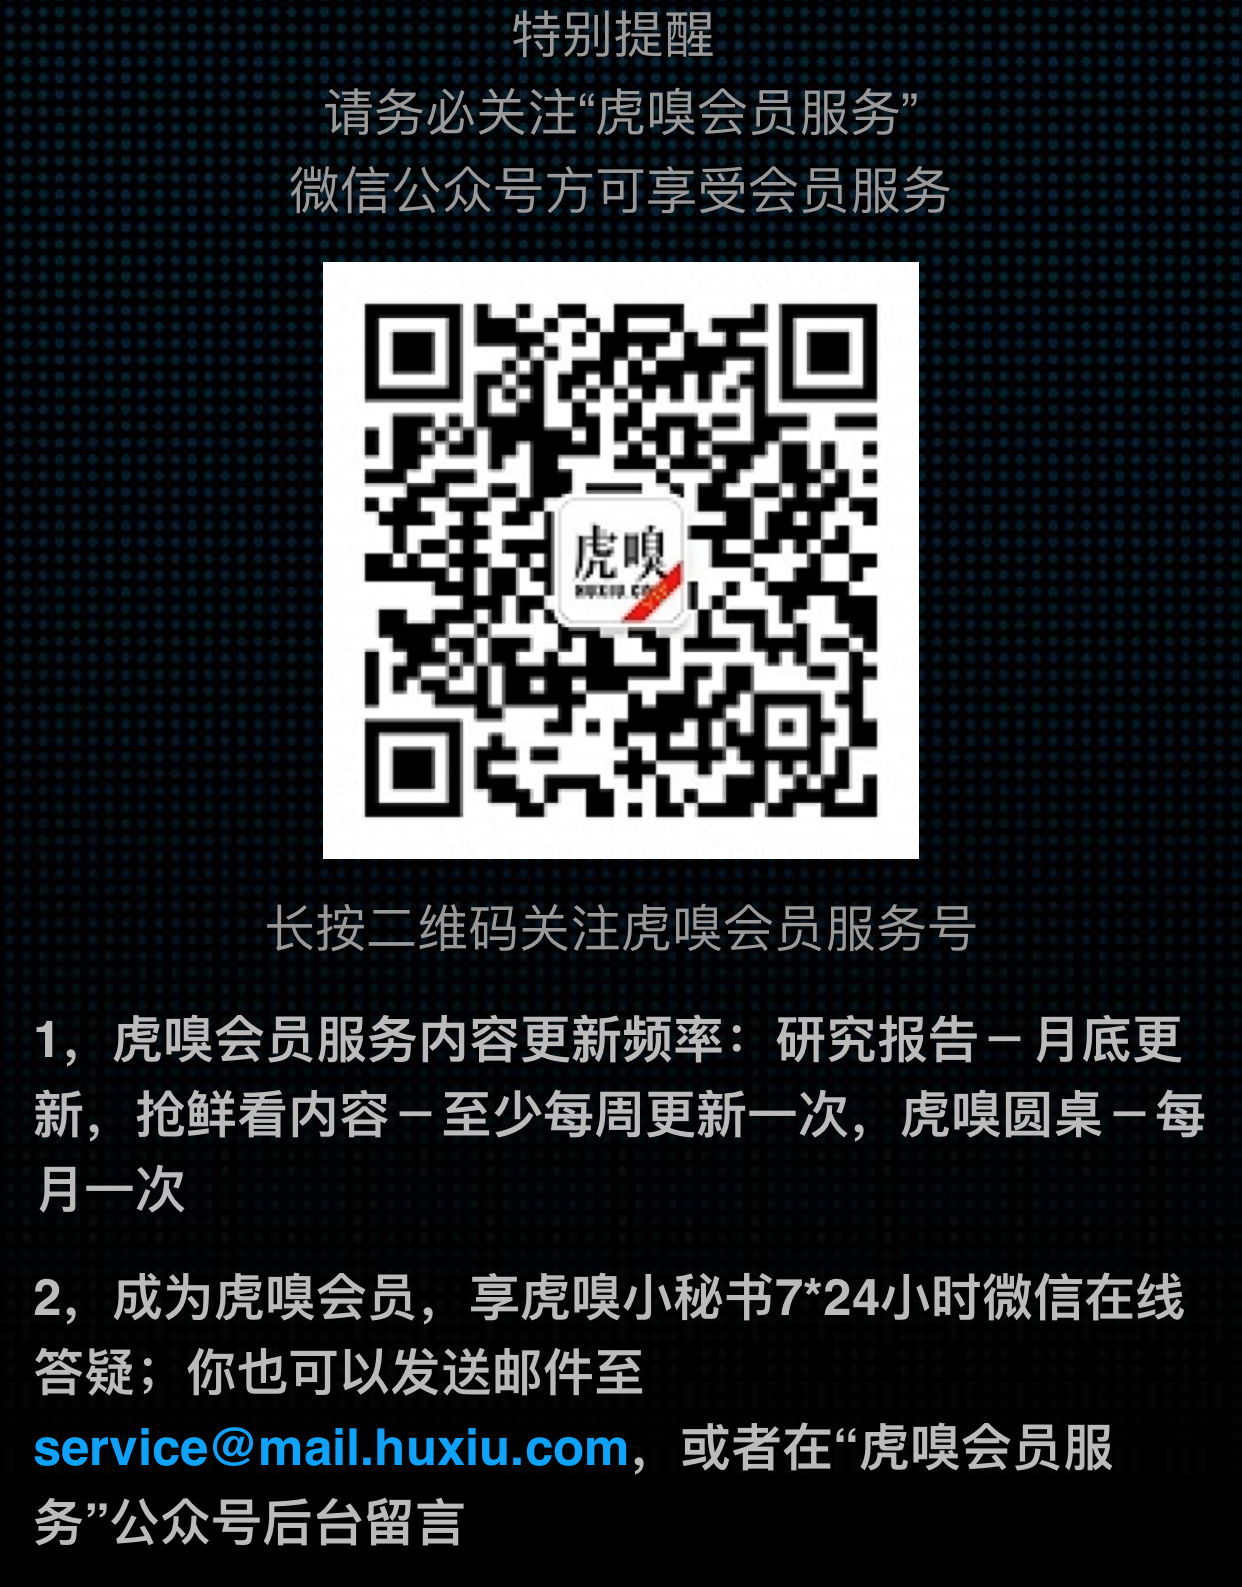 特别提醒
请务必关注“虎嗅会员服务”
微信公众号方可享受会员服务
虎嗅
HUXIU.CO
长按二维码关注虎嗅会员服务号
1，虎嗅会员服务内容更新频率：研究报告－月底更
新，抢鲜看内容－至少每周更新一次，虎嗅圆桌－每
月一次
2，成为虎嗅会员，享虎嗅小秘书7*24小时微信在线
答疑；你也可以发送邮件至
service@mail.huxiu.com，或者在“虎嗅会员服
务”公众号后台留言